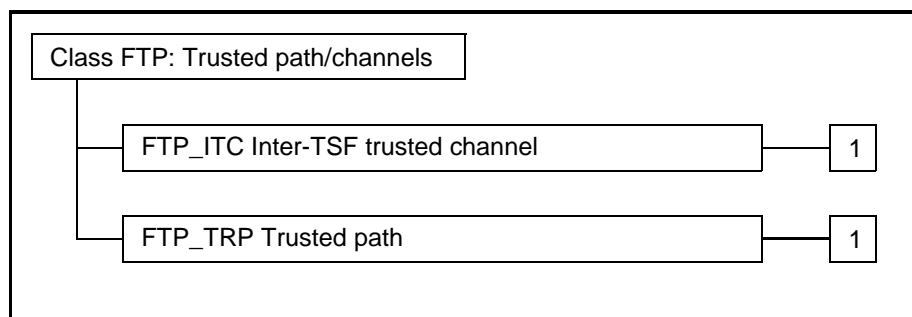 Class FTP: Trusted path/channels
FTP_ITC Inter-TSF trusted channel 1
FTP_TRP Trusted path 1